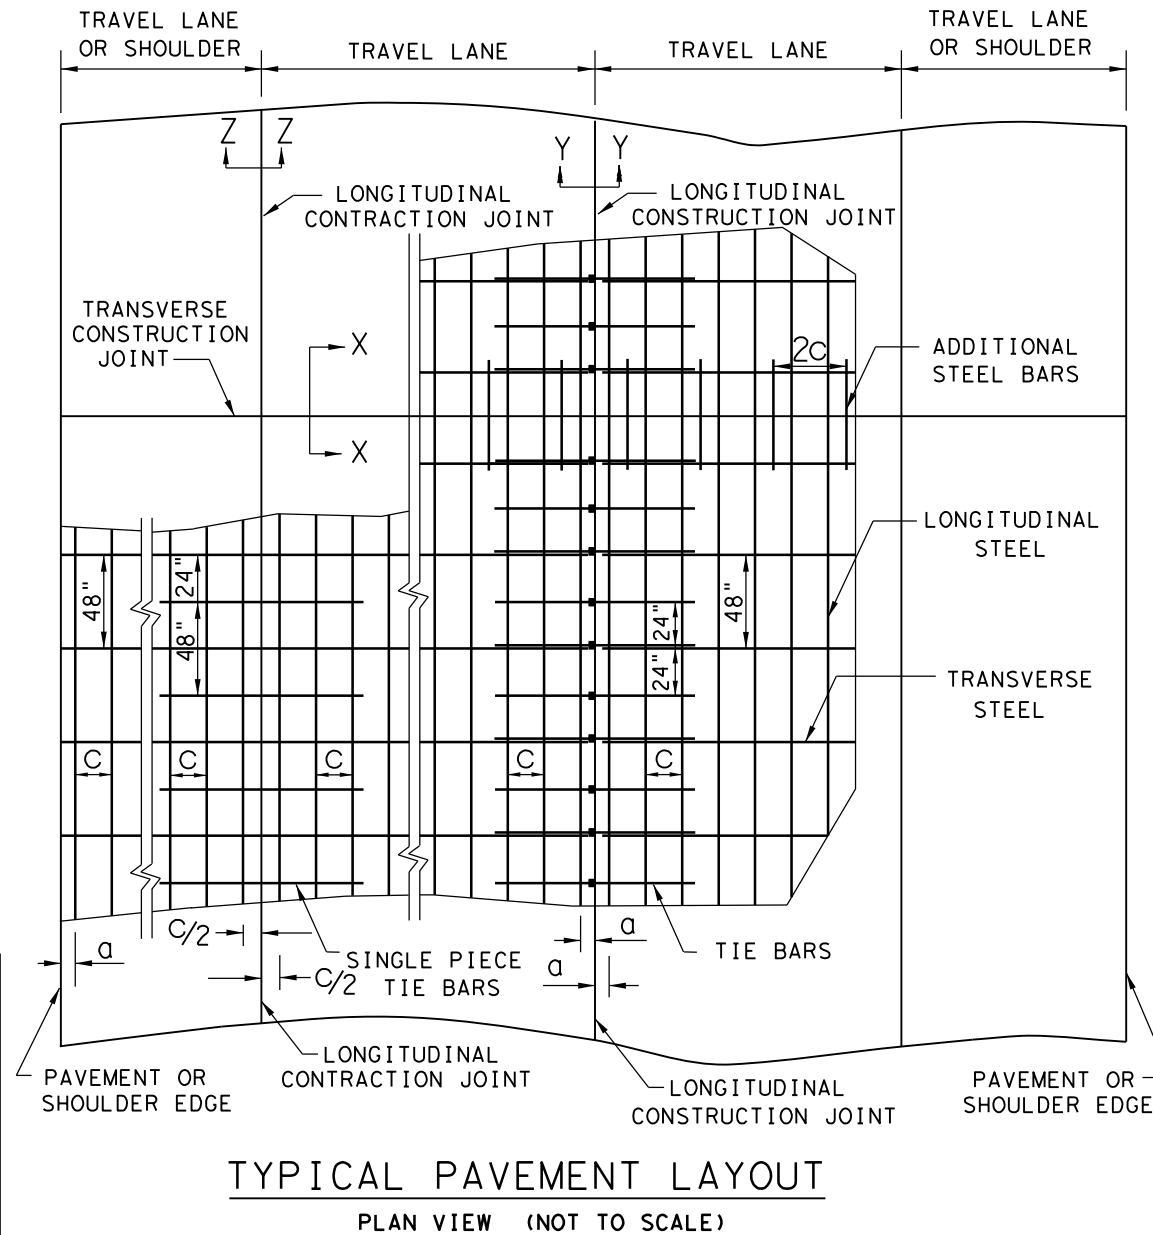 TRAVEL LANE
OR SHOULDER
TRAVEL LANE
TRAVEL LANE
TRAVEL LANE
OR SHOULDER
Z
Z
Y
Y
LONGITUDINAL
CONTRACTION JOINT
LONGITUDINAL
CONSTRUCTION JOINT
TRANSVERSE
CONSTRUCTION
JOINT
X
X
2C
ADDITIONAL
STEEL BARS
LONGITUDINAL
STEEL
48"
24"
48"
24"
24"
48"
TRANSVERSE
STEEL
C
C
C
C
C
C/2
a
C/2
SINGLE PIECE
TIE BARS
a
a
TIE BARS
LONGITUDINAL
CONTRACTION JOINT
PAVEMENT OR
SHOULDER EDGE
LONGITUDINAL
CONSTRUCTION JOINT
PAVEMENT OR
SHOULDER EDGE
TYPICAL PAVEMENT LAYOUT
PLAN VIEW (NOT TO SCALE)